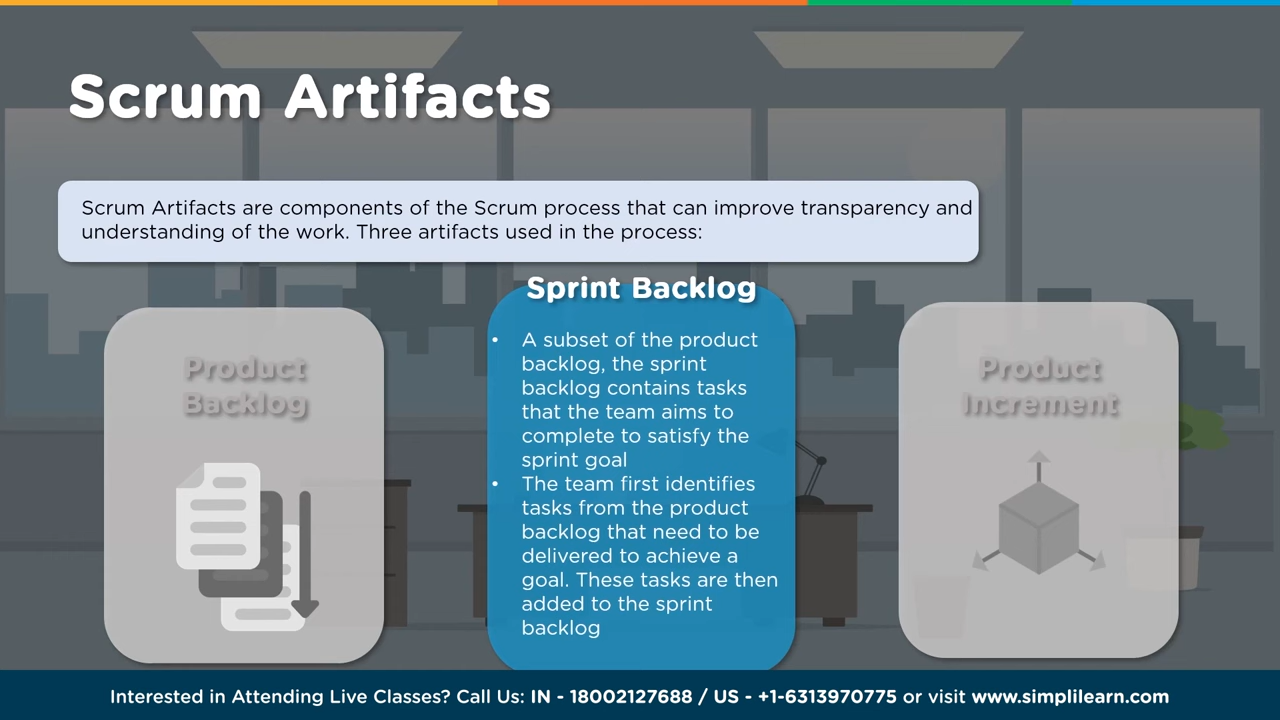 Scrum Artifacts
Scrum Artifacts are components of the Scrum process that can improve transparency and
understanding of the work. Three artifacts used in the process:
Product
Backlog
Sprint Backlog
• A subset of the product
backlog, the sprint
backlog contains tasks
that the team aims to
complete to satisfy the
sprint goal
• The team first identifies
tasks from the product
backlog that need to be
delivered to achieve a
goal. These tasks are then
added to the sprint
backlog
Product
Increment
Interested in Attending Live Classes? Call Us: IN - 18002127688 / US - +1-6313970775 or visit www.simplilearn.com